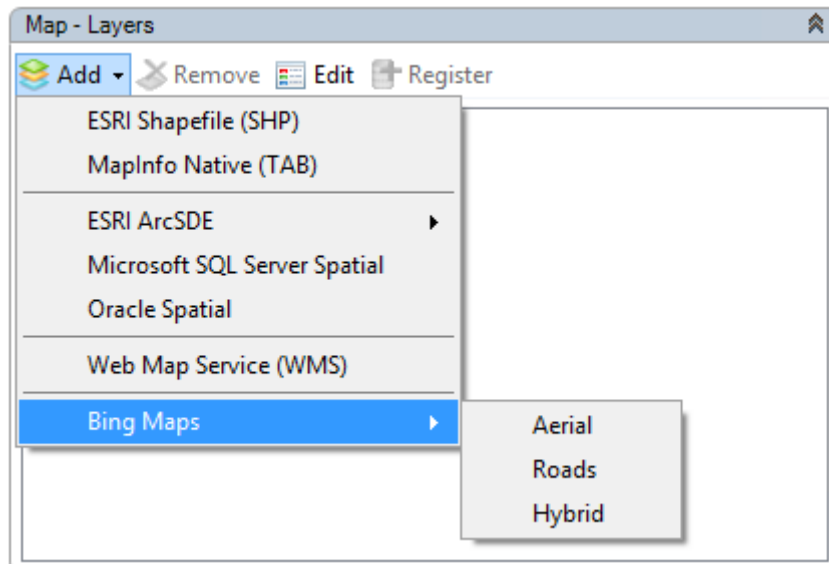 Map - Layers
Add Remove Edit Register
ESRI Shapefile (SHP)
MapInfo Native (TAB)
ESRI ArcSDE
Microsoft SQL Server Spatial
Oracle Spatial
Web Map Service (WMS)
Bing Maps
Aerial
Roads
Hybrid